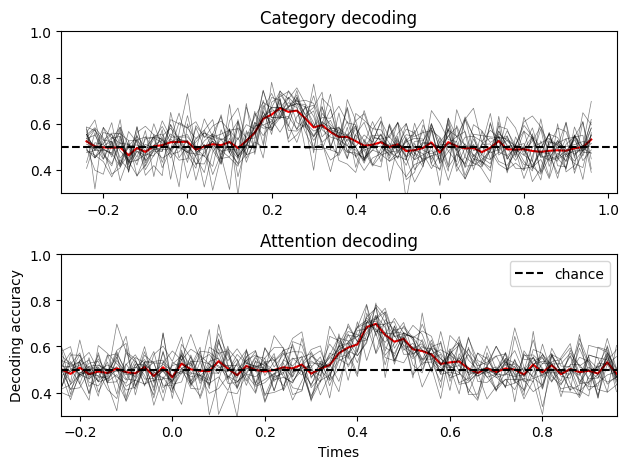 Category decoding
1.0
0.8
0.6
0.4
−0.2 0.0 0.2 0.4 0.6 0.8 1.0
Attention decoding
Decoding accuracy
1.0
0.8
0.6
0.4
chance
−0.2 0.0 0.2 0.4 0.6 0.8
Times